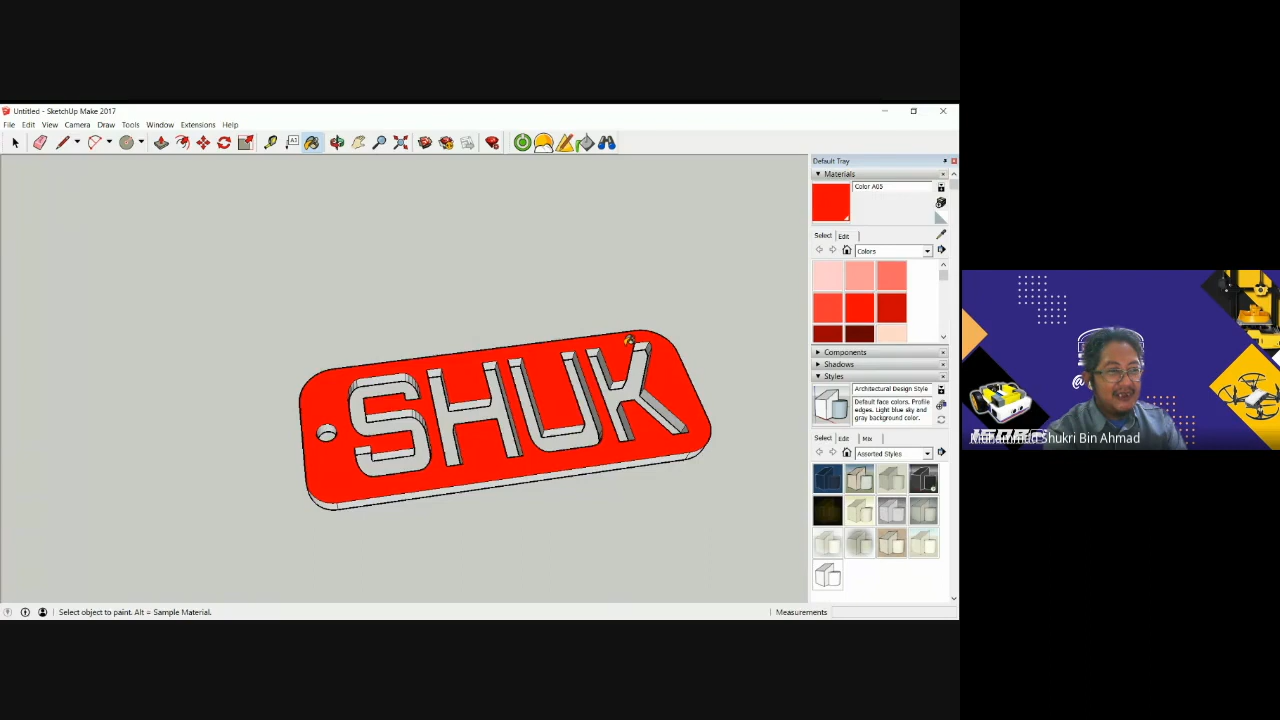 Untitled - SketchUp Make 2017
File Edit View Camera Draw Tools Window Extensions Help
Default Tray
Materials
Color A05
Select Edit
Colors
SHUK
Components
Shadows
Styles
Architectural Design Style
Default face colors. Profile
edges. Light blue sky and
gray background color.
Select Edit Mix
Assorted Styles
@
Muhammad Shukri Bin Ahmad
Select object to paint. Alt = Sample Material.
Measurements